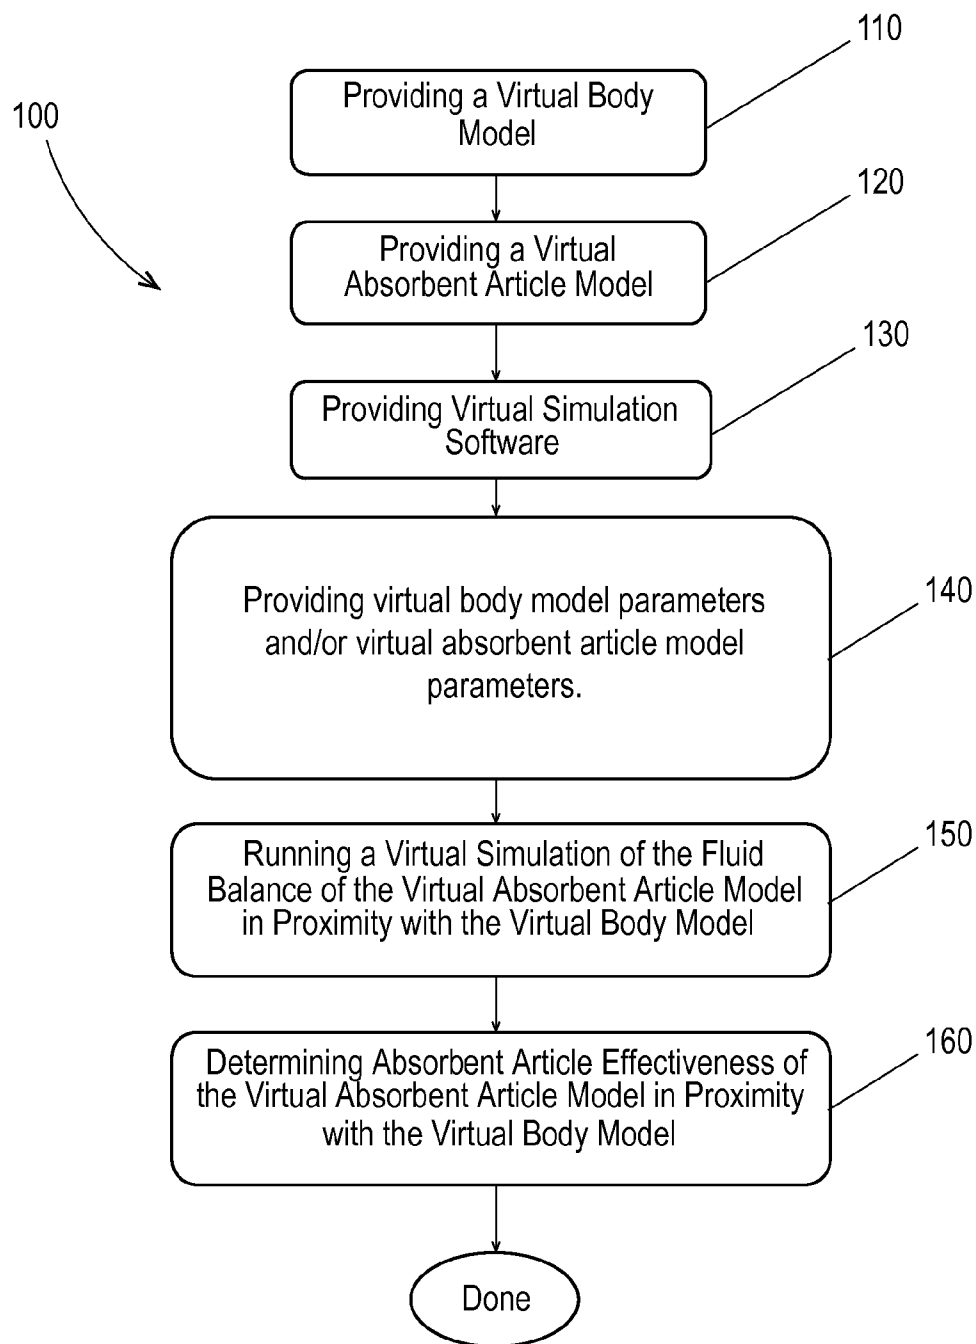 110
Providing a Virtual Body
Model
100
120
Providing a Virtual
Absorbent Article Model
130
Providing Virtual Simulation
Software
140
Providing virtual body model parameters
and/or virtual absorbent article model
parameters.
150
Running a Virtual Simulation of the Fluid
Balance of the Virtual Absorbent Article Model
in Proximity with the Virtual Body Model
160
Determining Absorbent Article Effectiveness of
the Virtual Absorbent Article Model in Proximity
with the Virtual Body Model
Done